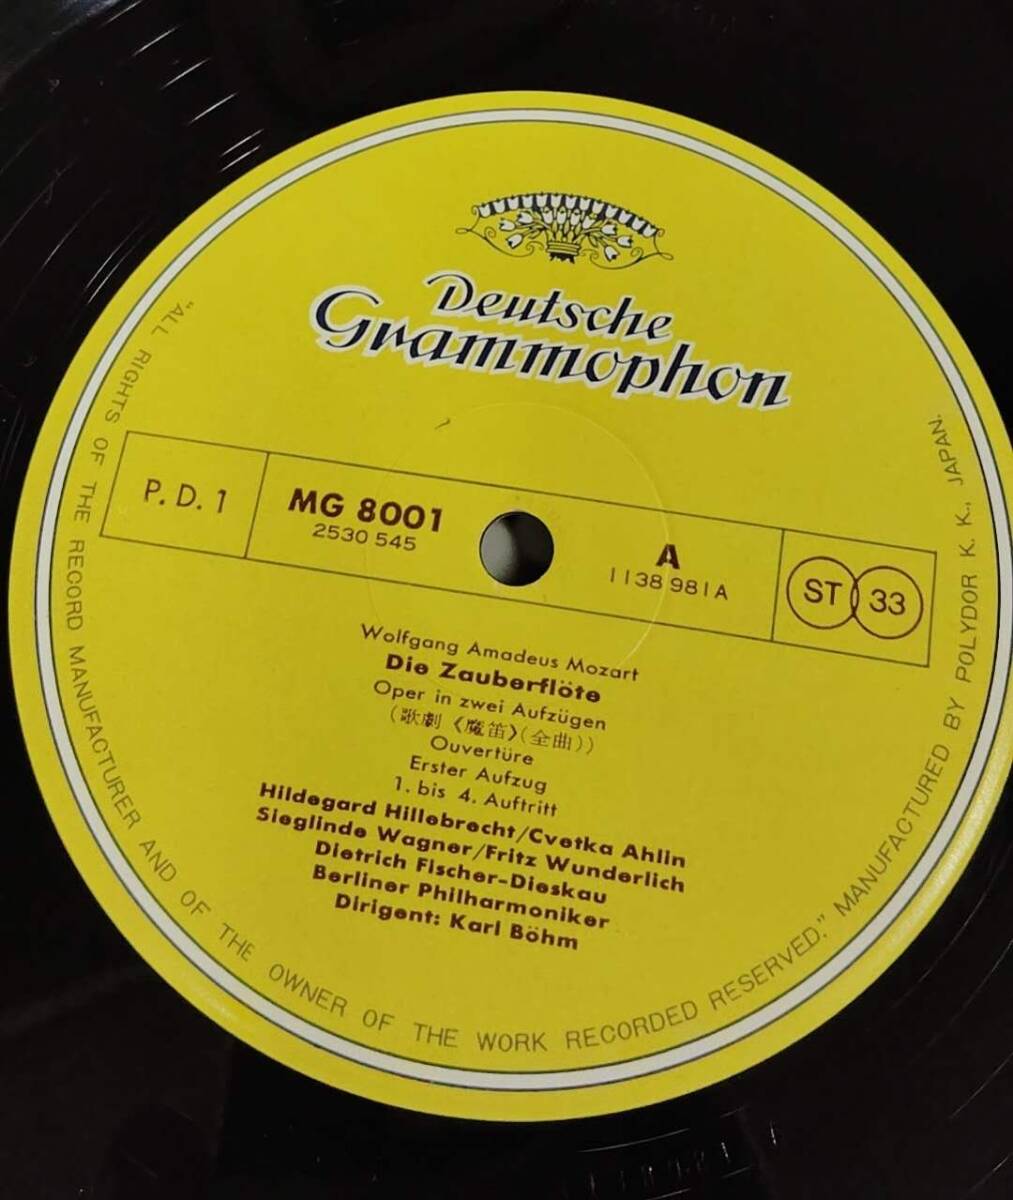 Deutsche
Grammophon
P. D. 1
MG 8001
2530 545
A
1138 981A
ST 33
Wolfgang Amadeus Mozart
Die Zauberflöte
Oper in zwei Aufzügen
(歌劇《魔笛》(全曲))
Ouvertüre
Erster Aufzug
1. bis 4. Auftritt
Hildegard Hillebrecht/Cvetka Ahlin
Sieglinde Wagner/Fritz Wunderlich
Dietrich Fischer-Dieskau
Berliner Philharmoniker
Dirigent: Karl Böhm
"ALL RIGHTS OF THE RECORD MANUFACTURER AND OF THE OWNER OF THE WORK RECORDED RESERVED," MANUFACTURED BY POLYDOR K. K., JAPAN.